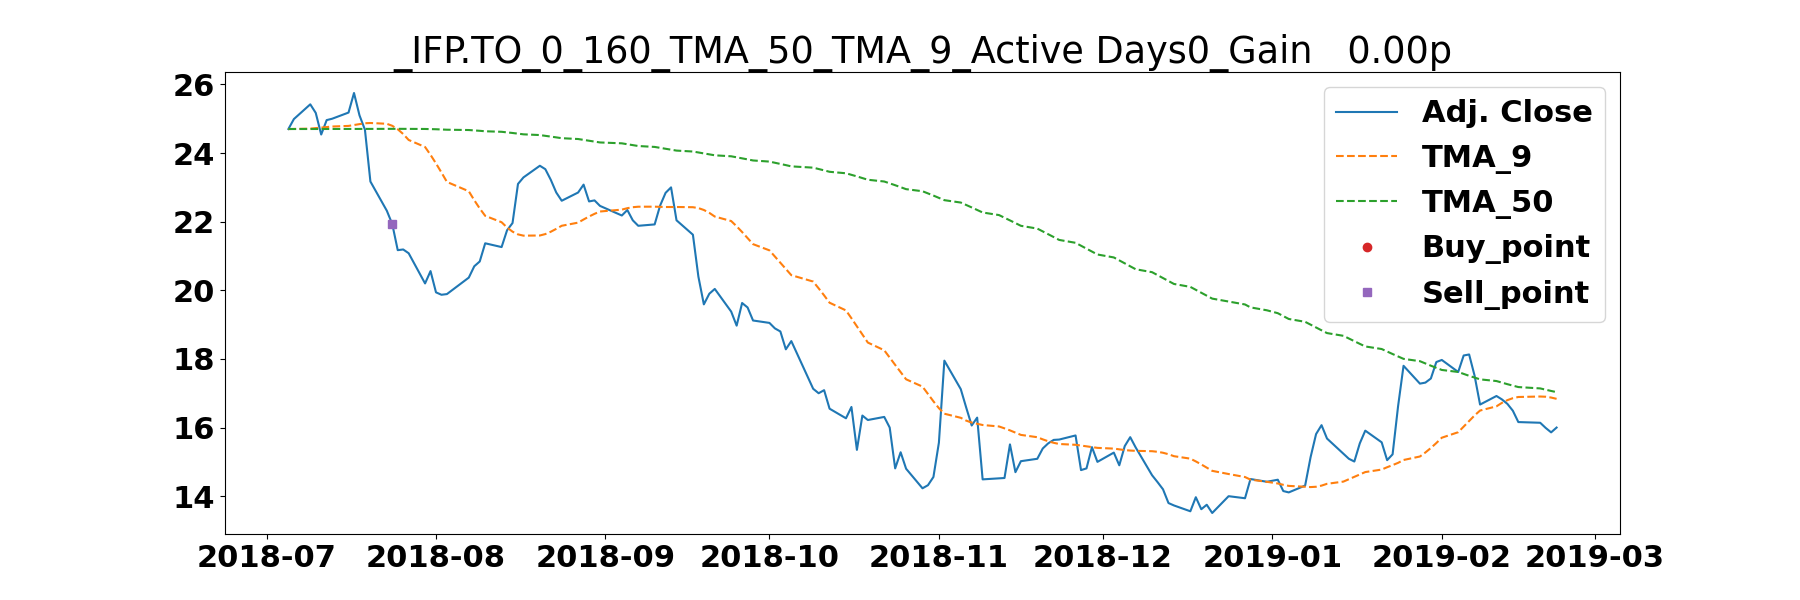 _IFP.TO_0_160_TMA_50_TMA_9_Active Days0_Gain   0.00p
26
24
22
20
18
16
14
Adj. Close
TMA_9
TMA_50
Buy_point
Sell_point
2018-07 2018-08 2018-09 2018-10 2018-11 2018-12 2019-01 2019-02 2019-03